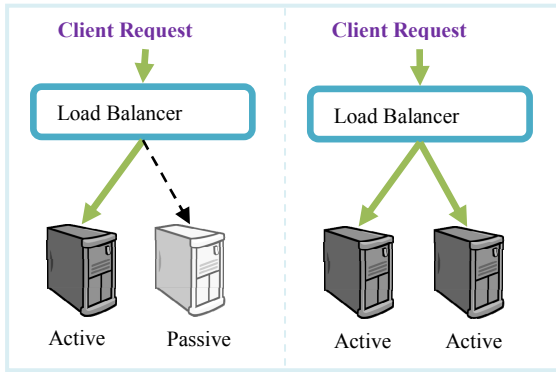 Client Request
Load Balancer
Active Passive
Client Request
Load Balancer
Active Active